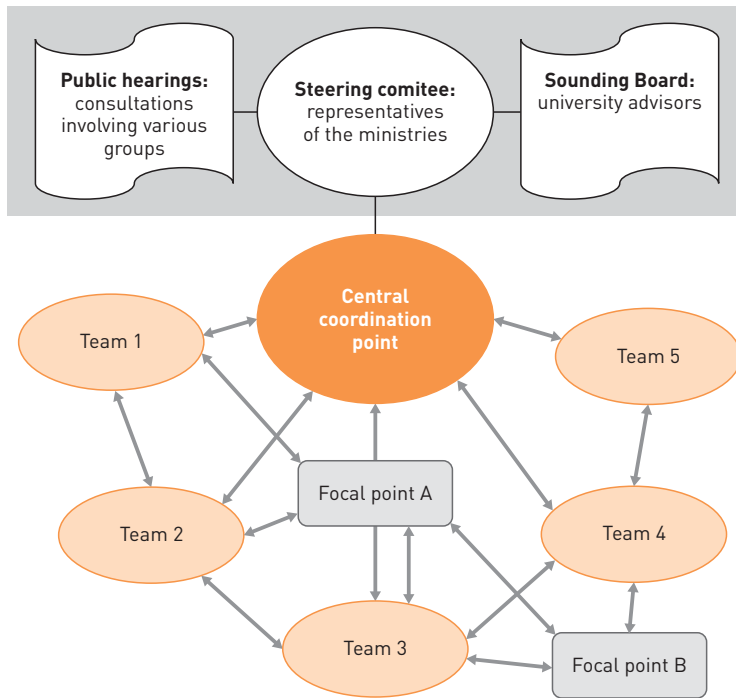 Public hearings:
consultations
involving various
groups
Steering comitee:
representatives
of the ministries
Sounding Board:
university advisors
Central
coordination
point
Team 1
Team 5
Focal point A
Team 2
Team 4
Team 3
Focal point B